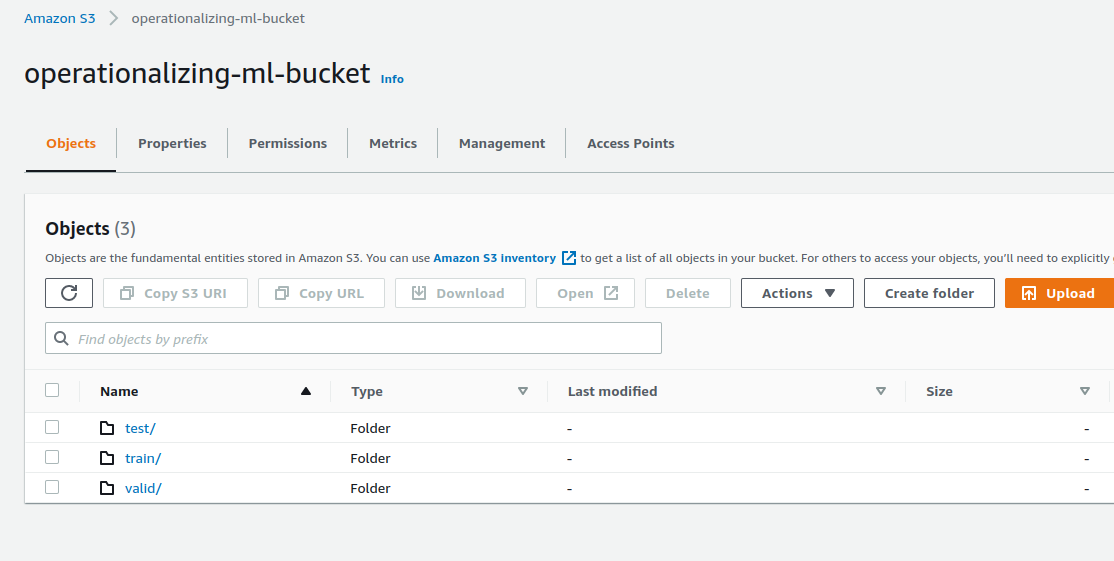 Amazon S3 operationalizing-ml-bucket
operationalizing-ml-bucket Info
Objects Properties Permissions Metrics Management Access Points
Objects (3)
Objects are the fundamental entities stored in Amazon S3. You can use Amazon S3 inventory to get a list of all objects in your bucket. For others to access your objects, you'll need to explicitly
Copy S3 URI Copy URL Download Open Delete Actions Create folder Upload
Find objects by prefix
Name Type Last modified Size
test/ Folder - -
train/ Folder - -
valid/ Folder - -